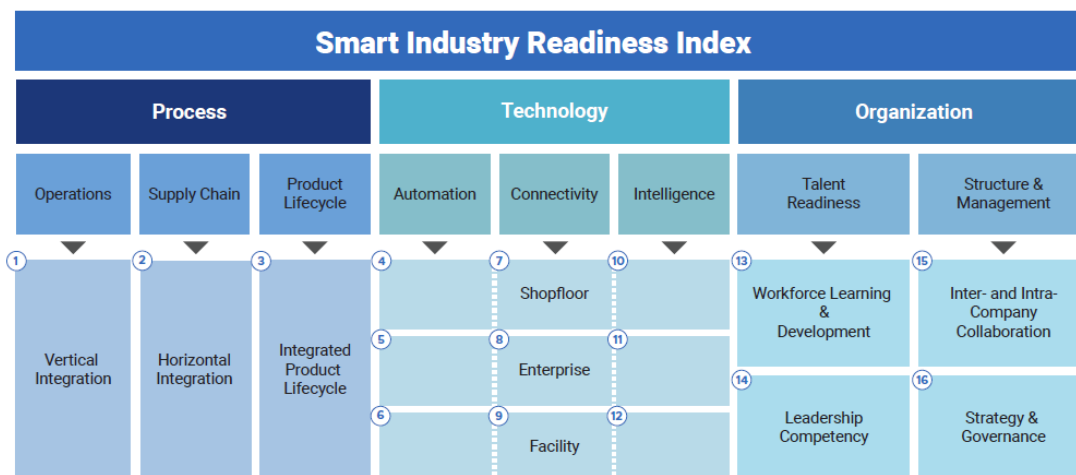 Smart Industry Readiness Index
Process
Technology
Organization
Operations
Supply Chain
Product
Lifecycle
Automation
Connectivity
Intelligence
Talent
Readiness
Structure &
Management
1
Vertical
Integration
2
Horizontal
Integration
3
Integrated
Product
Lifecycle
4
7
10
Shopfloor
5
8
11
Enterprise
6
9
12
Facility
13
Workforce Learning
&
Development
14
Leadership
Competency
15
Inter- and Intra-
Company
Collaboration
16
Strategy &
Governance